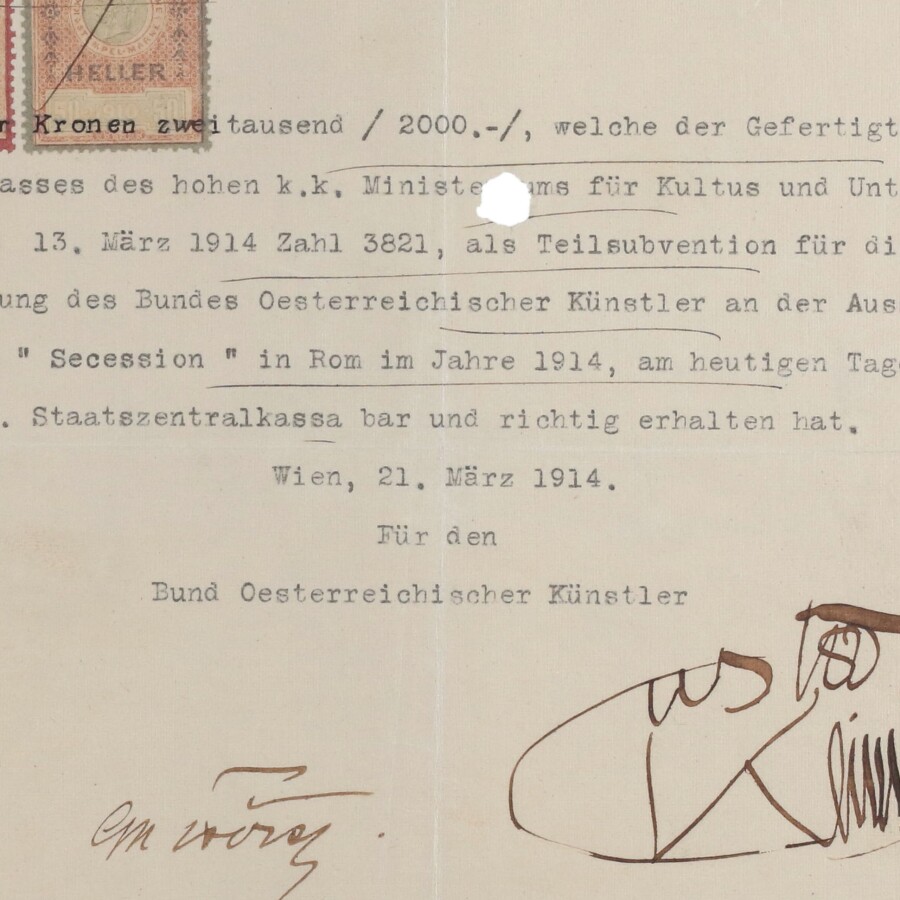 HELLER
r Kronen zweitausend / 2000.-/, welche der Gefertigt
asses des hohen k.k. Ministe ums für Kultus und Unt
13. März 1914 Zahl 3821, als Teilsubvention für di
ung des Bundes Oesterreichischer Künstler an der Aus
" Secession " in Rom im Jahre 1914, am heutigen Tag
. Staatszentralkassa bar und richtig erhalten hat.
Wien, 21. März 1914.
Für den
Bund Oesterreichischer Künstler
Gustav
Klim